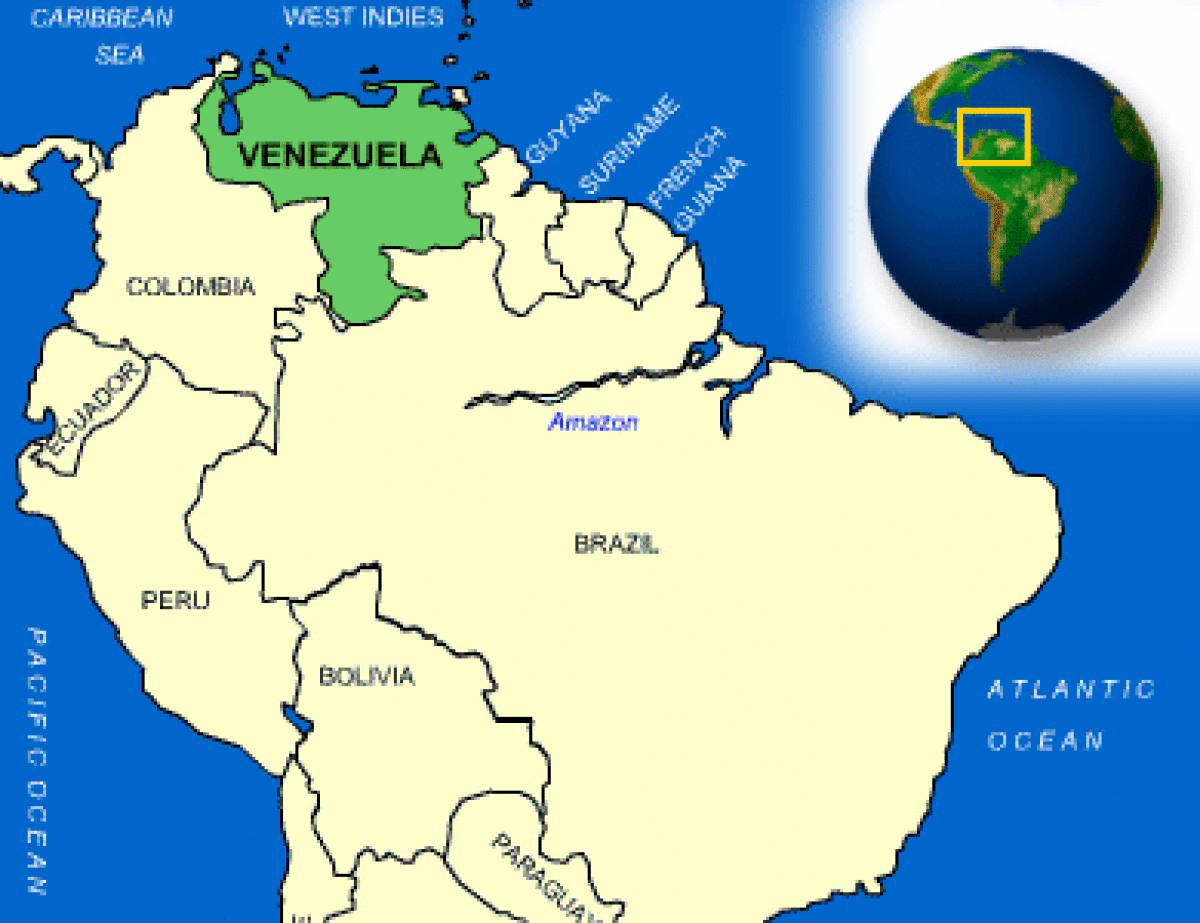 CARIBBEAN
SEA
WEST INDIES
GUYANA
SURINAME
FRENCH
GUIANA
VENEZUELA
COLOMBIA
ECUADOR
Amazon
BRAZIL
PERU
BOLIVIA
PACIFIC OCEAN
ATLANTIC
OCEAN
PARAGUAY